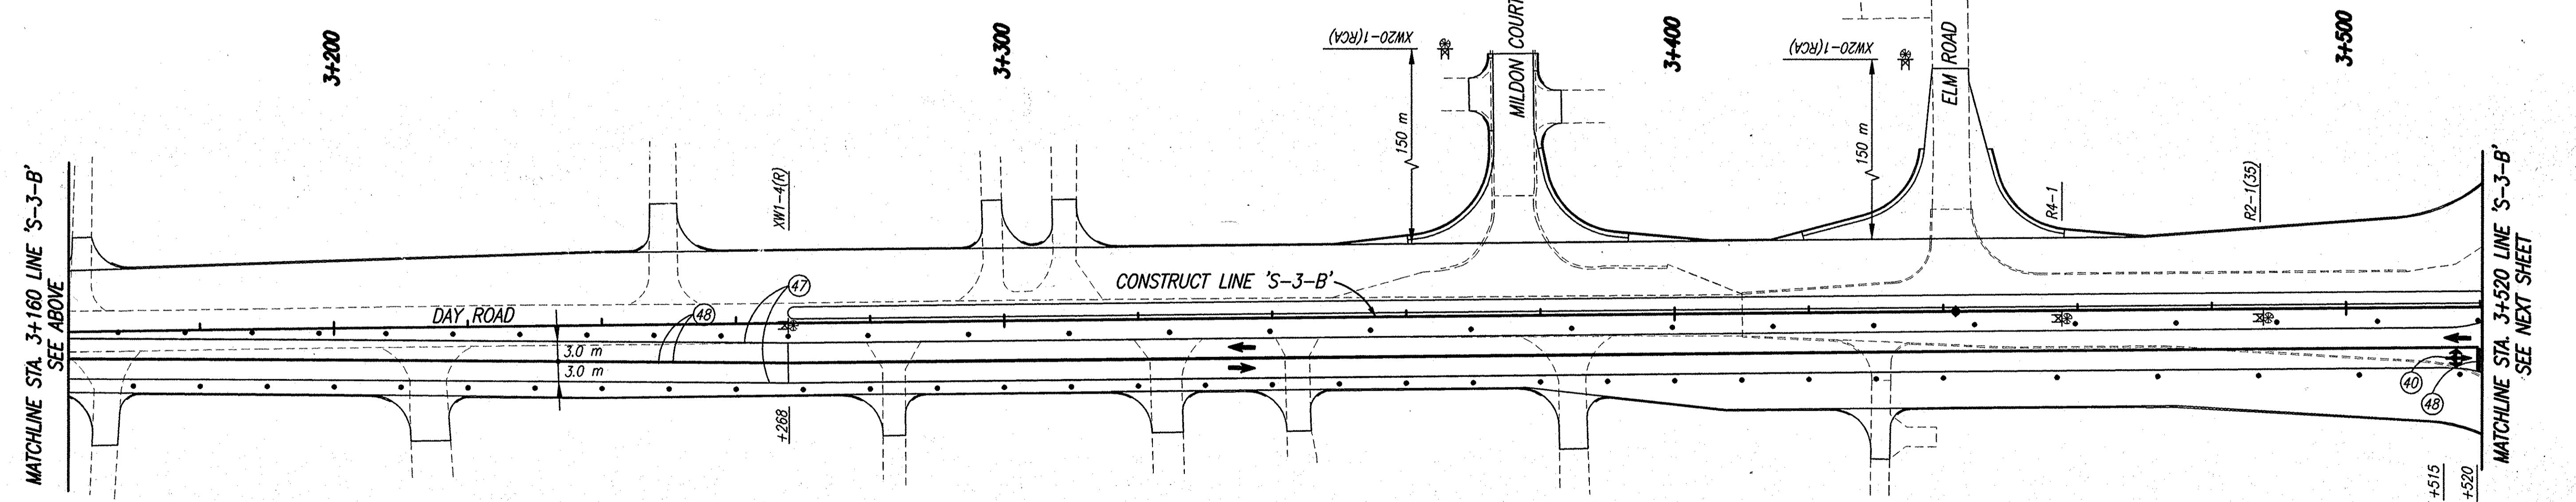 3+200
3+300
3+400
3+500
XW20-1(RCA)
XW20-1(RCA)
MILDON COURT
ELM ROAD
150 m
150 m
MATCHLINE STA. 3+160 LINE 'S-3-B'
SEE ABOVE
XW1-4(R)
R4-1
R2-1(35)
MATCHLINE STA. 3+520 LINE 'S-3-B'
SEE NEXT SHEET
CONSTRUCT LINE 'S-3-B'
47
48
DAY ROAD
3.0 m
3.0 m
40
48
+268
+515
+520